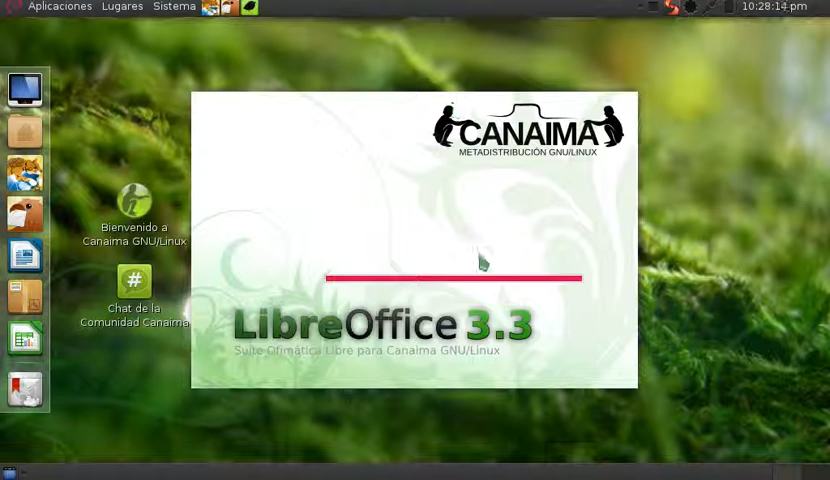 Aplicaciones Lugares Sistema
10:28:14 pm
CANAIMA
METADISTRIBUCIÓN GNU/LINUX
Bienvenido a
Canaima GNU/Linux
#
Chat de la
Comunidad Canaima
LibreOffice 3.3
Suite Ofimática Libre para Canaima GNU/Linux